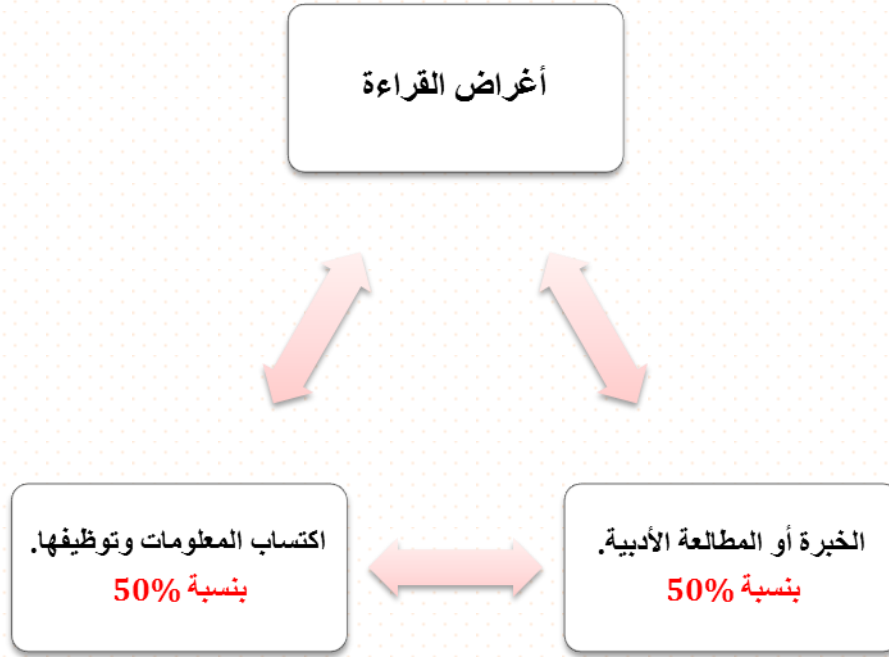 أغراض القراءة
الخبرة أو المطالعة الأدبية.
بنسبة 50%
اكتساب المعلومات وتوظيفها.
بنسبة 50%